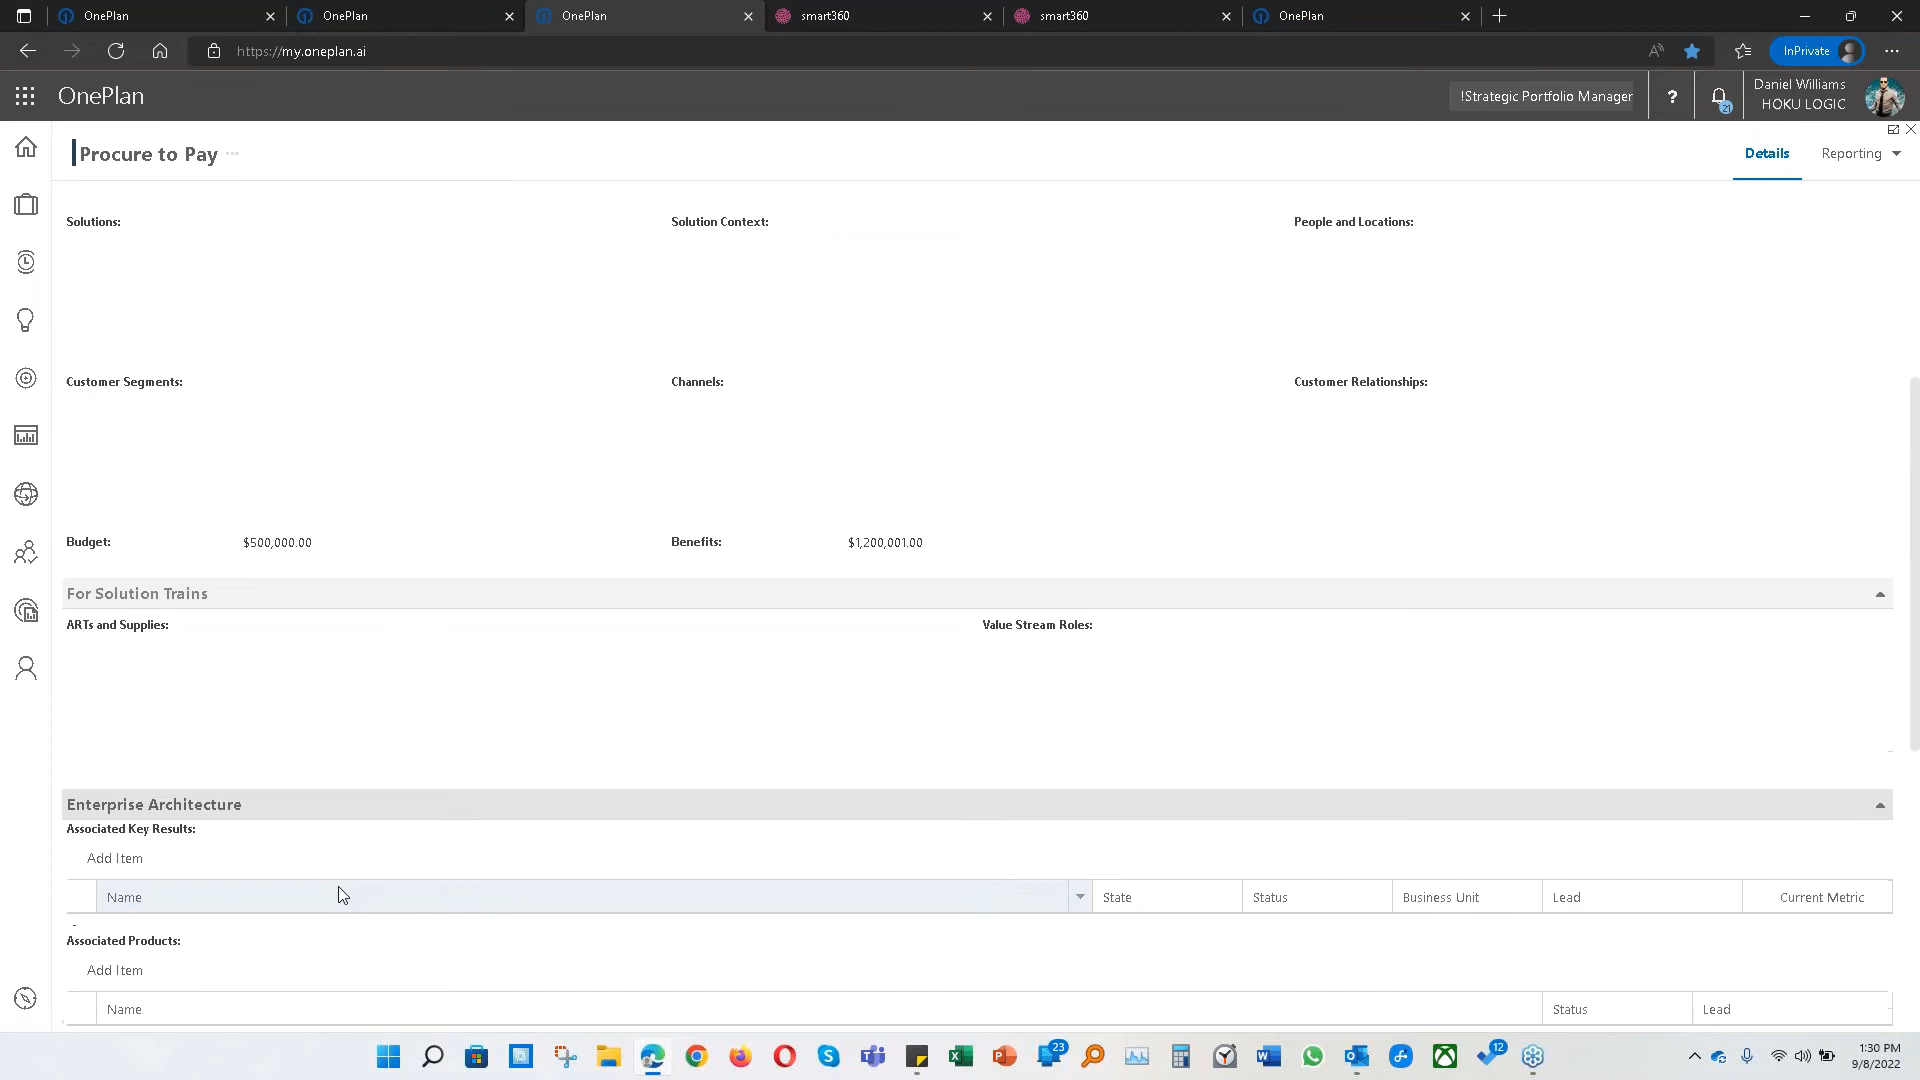 OnePlan
OnePlan
OnePlan
smart360
smart360
OnePlan
https://my.oneplan.ai
InPrivate
OnePlan
!Strategic Portfolio Manager
?
21
Daniel Williams
HOKU LOGIC
Procure to Pay
Details
Reporting
Solutions:
Solution Context:
People and Locations:
Customer Segments:
Channels:
Customer Relationships:
Budget: $500,000.00
Benefits: $1,200,001.00
For Solution Trains
ARTs and Supplies:
Value Stream Roles:
Enterprise Architecture
Associated Key Results:
Add Item
Name State Status Business Unit Lead Current Metric
Associated Products:
Add Item
Name Status Lead
23
12
1:30 PM
9/8/2022